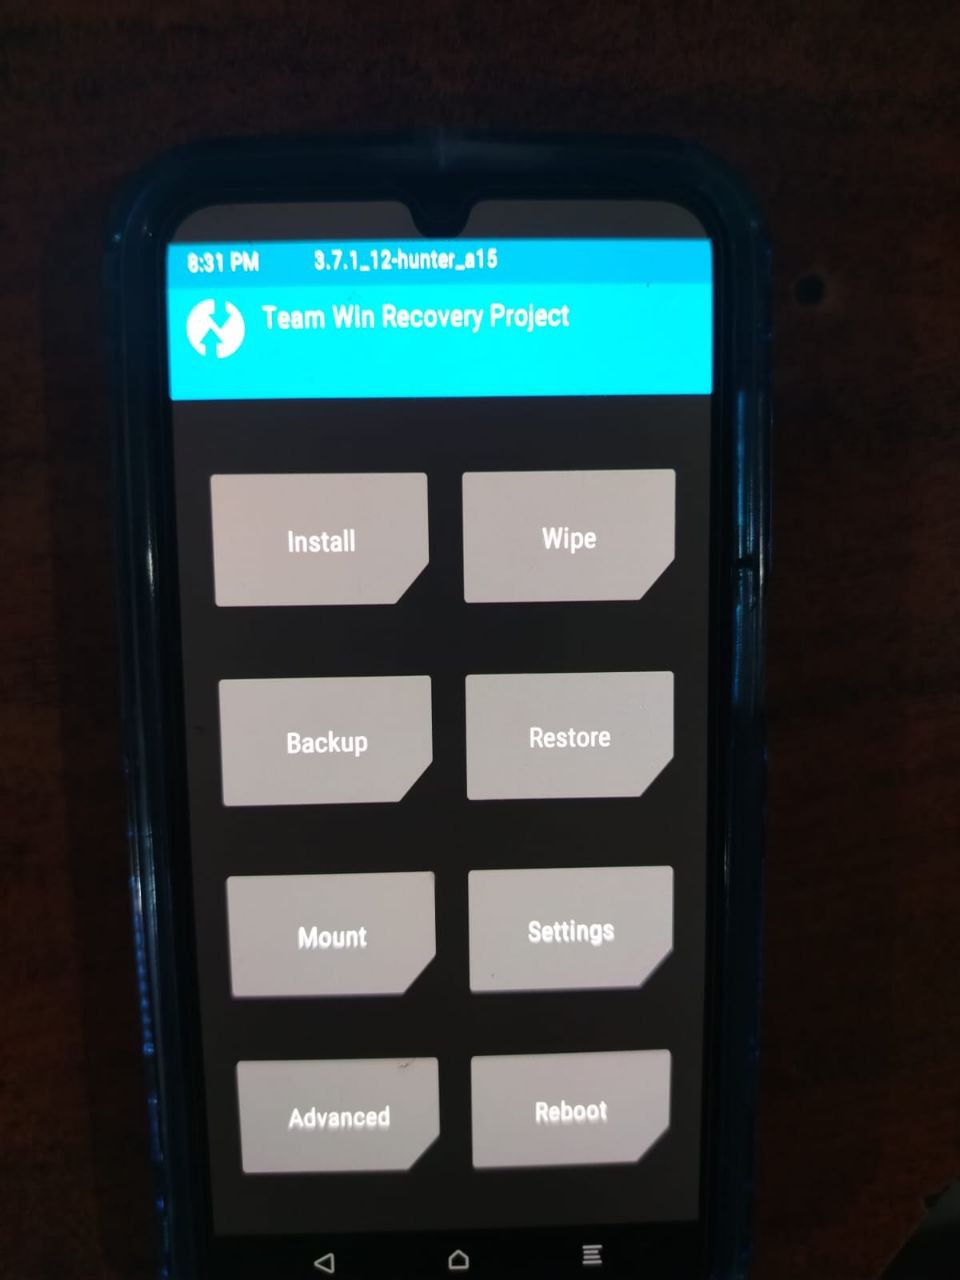 8:31 PM 3.7.1_12-hunter_a15
Team Win Recovery Project
Install Wipe
Backup Restore
Mount Settings
Advanced Reboot